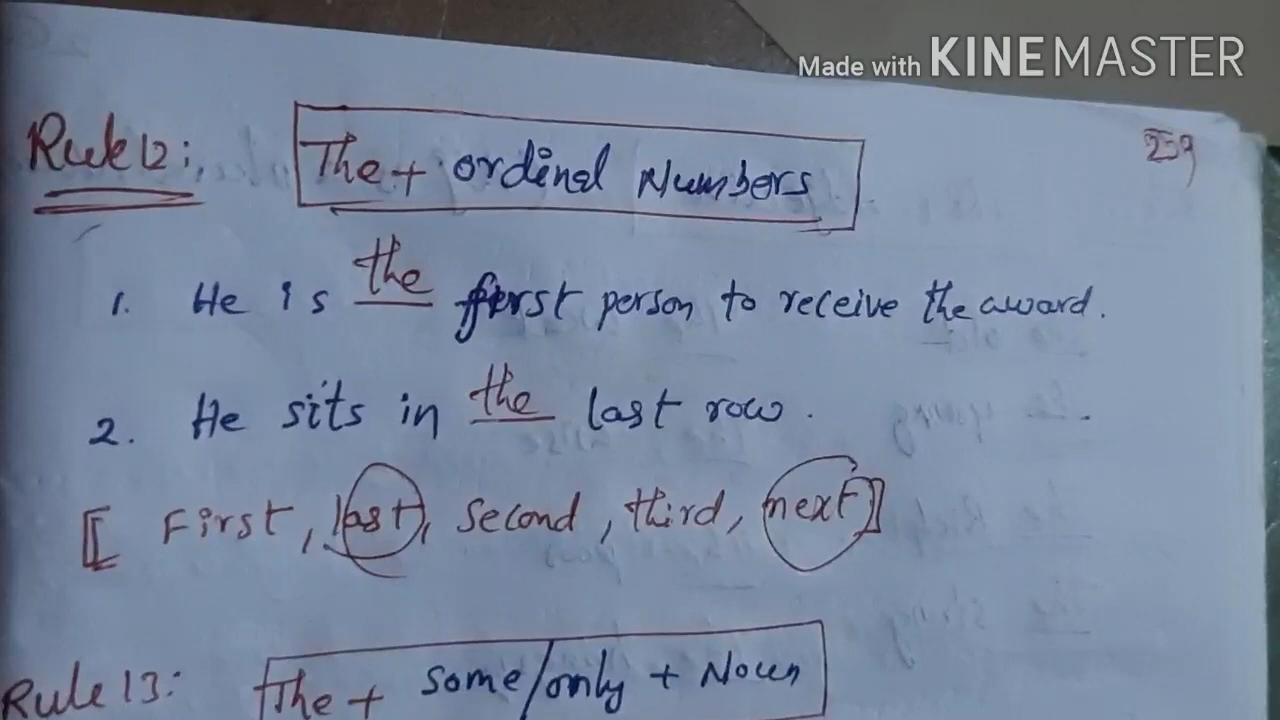 Made with KINEMASTER
259
Rule 12: The + ordinal Numbers
1. He is the first person to receive the award.
2. He sits in the last row.
[First, last, second, third, next]
Rule 13: The + some/only + Noun